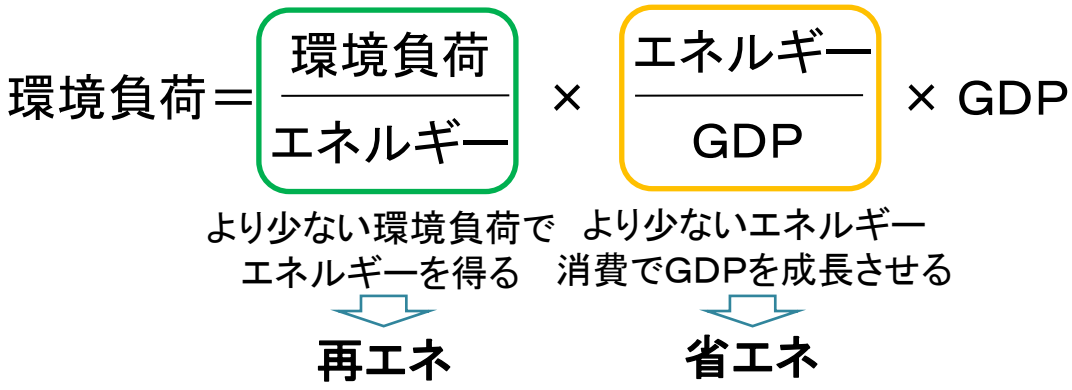 環境負荷＝ 環境負荷 × エネルギー × GDP
エネルギー GDP
より少ない環境負荷で より少ないエネルギー
エネルギーを得る 消費でGDPを成長させる
再エネ 省エネ